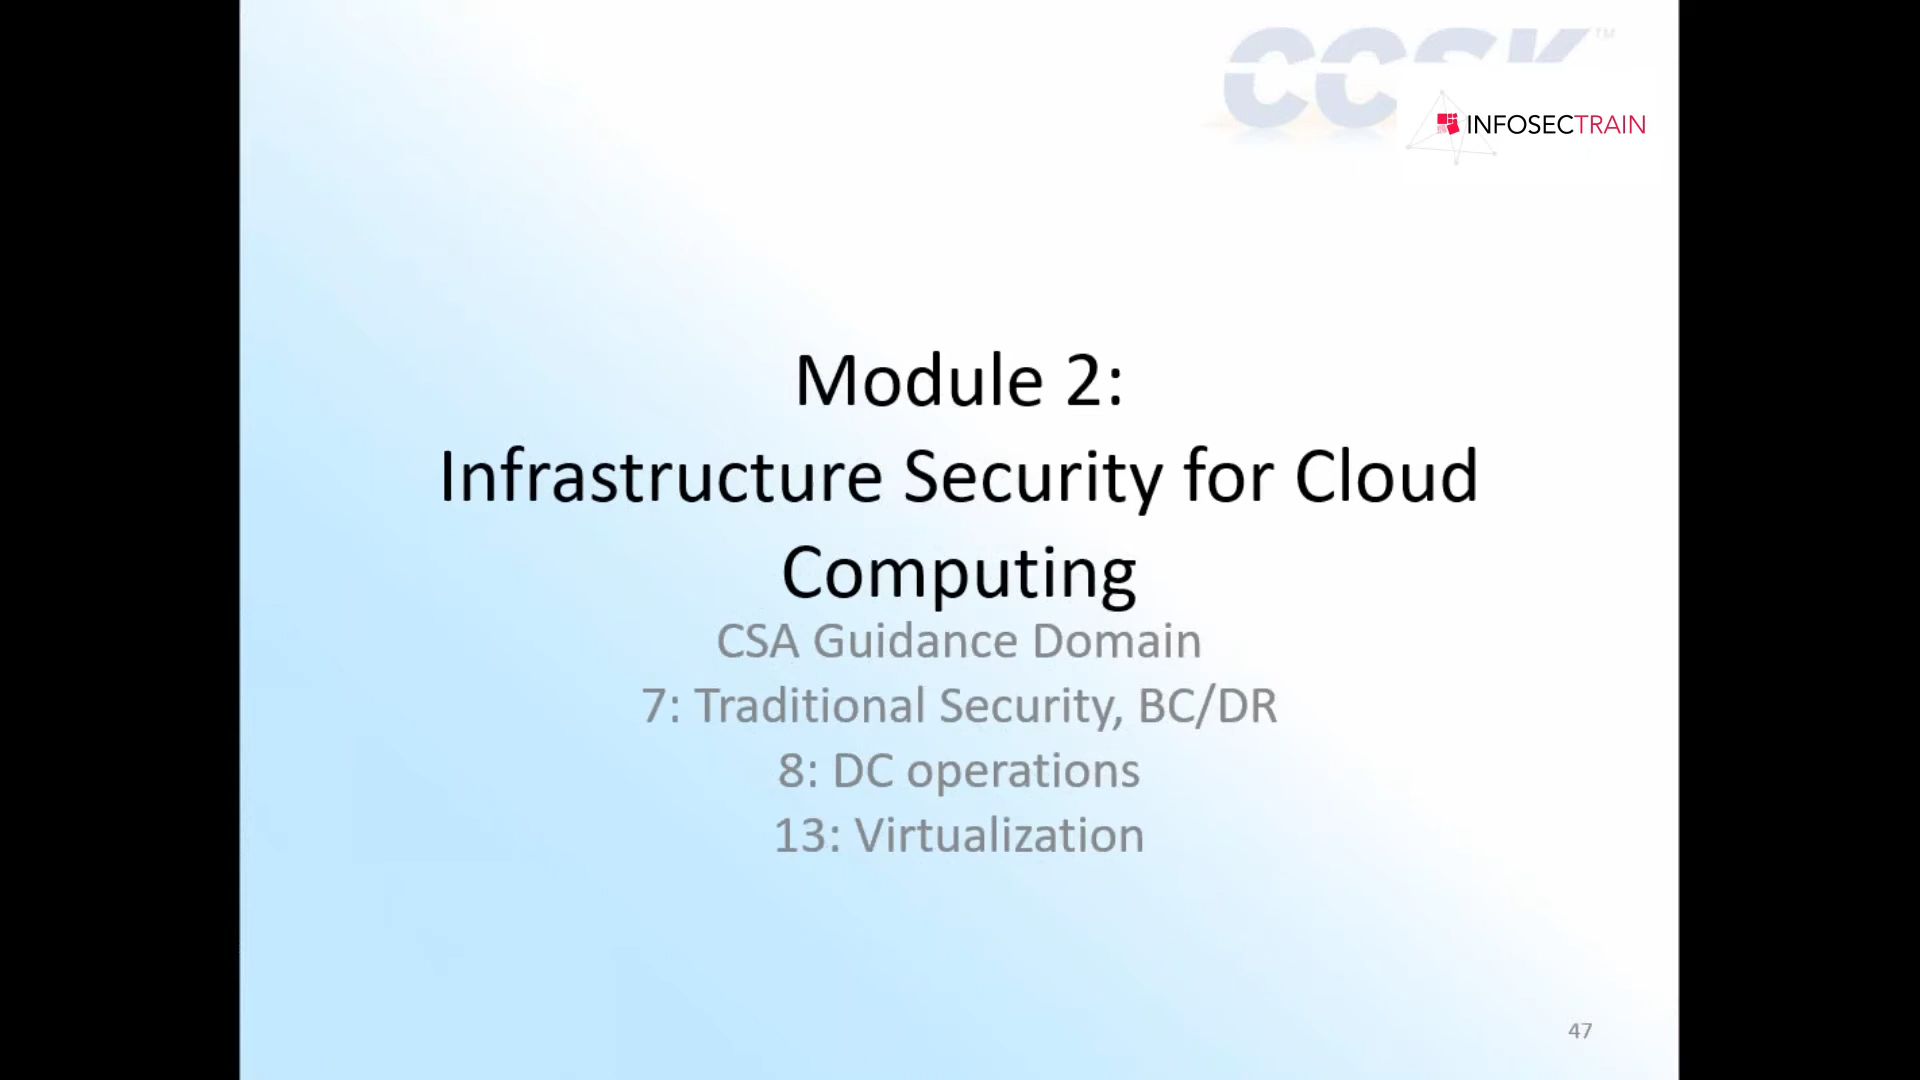 CCSK™
INFOSECTRAIN
Module 2:
Infrastructure Security for Cloud
Computing
CSA Guidance Domain
7: Traditional Security, BC/DR
8: DC operations
13: Virtualization
47